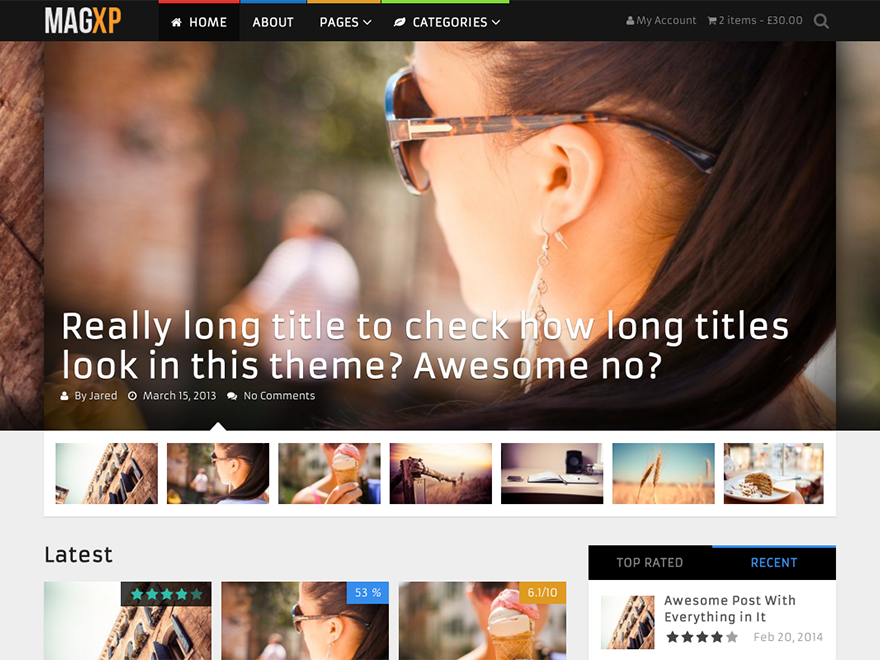 MAGXP
HOME
ABOUT
PAGES
CATEGORIES
My Account
2 items - £30.00
Really long title to check how long titles
look in this theme? Awesome no?
By Jared
March 15, 2013
No Comments
Latest
53 %
6.1/10
TOP RATED
RECENT
Awesome Post With
Everything in It
Feb 20, 2014